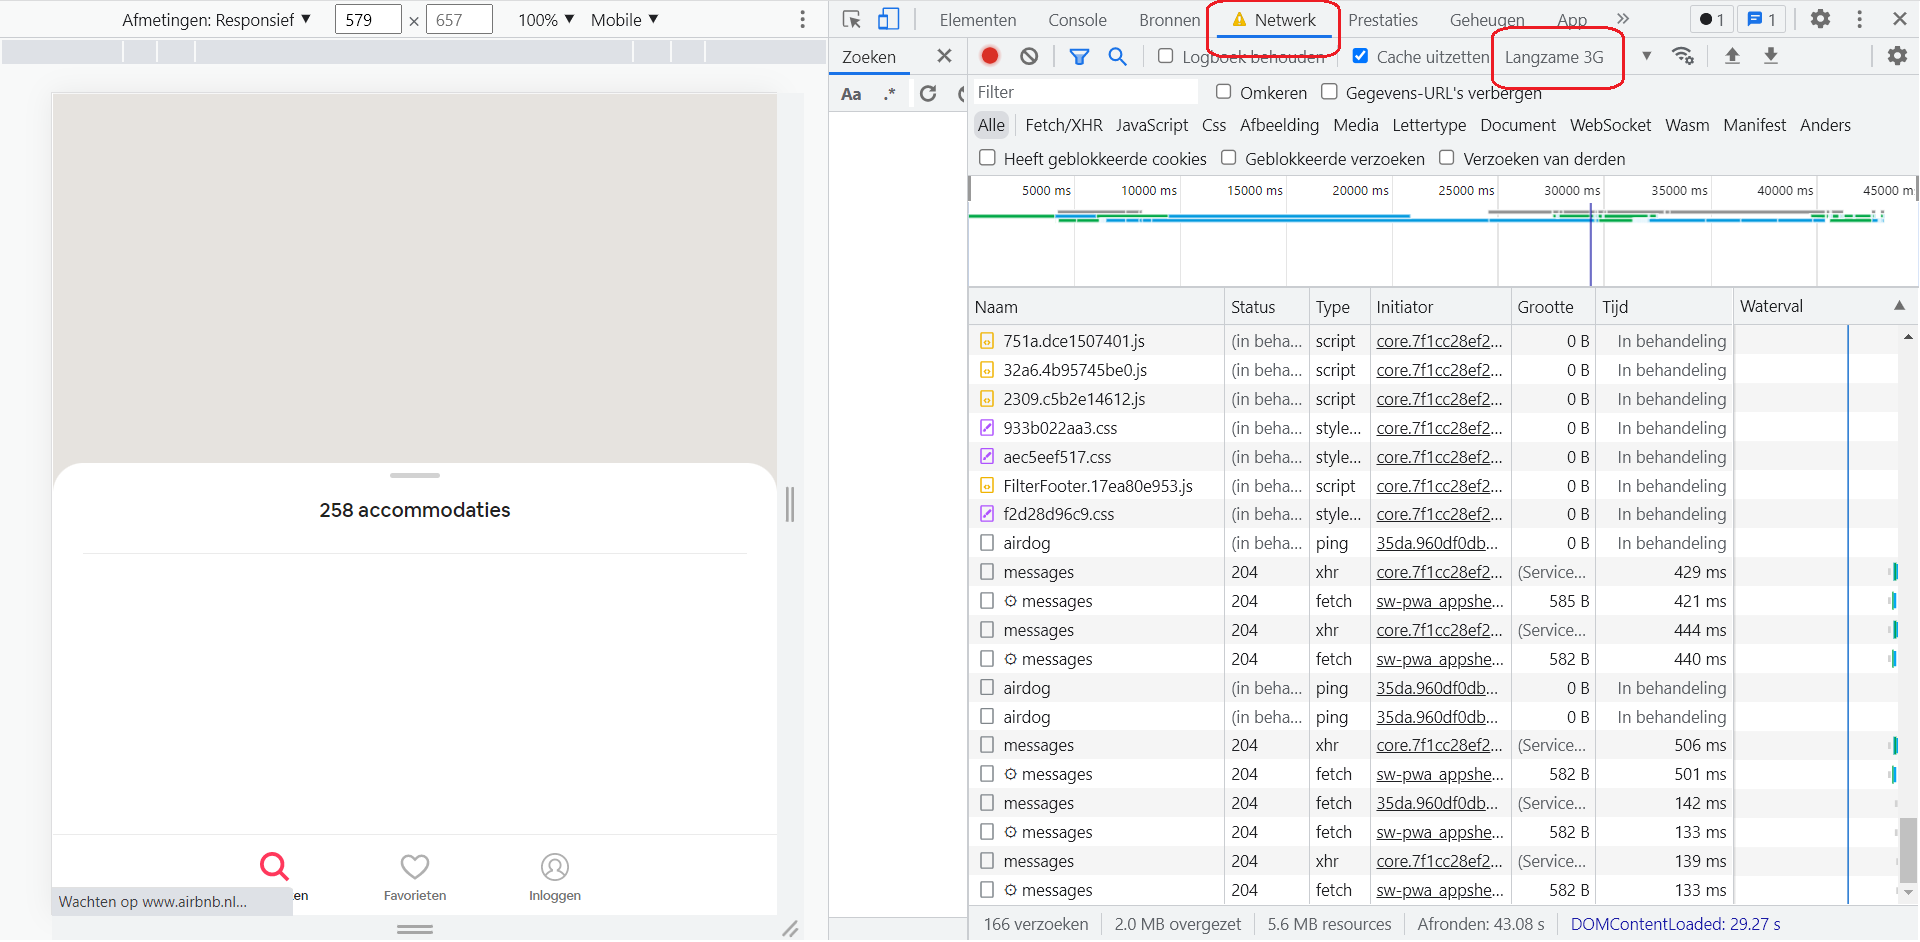 Afmetingen: Responsief ▼ 579 × 657 100% ▼ Mobile ▼
Elementen Console Bronnen Netwerk Prestaties Geheugen App » 1 1
Zoeken
Logboek behouden Cache uitzetten Langzame 3G ▼
Aa .*
Filter Omkeren Gegevens-URL's verbergen
Alle Fetch/XHR JavaScript Css Afbeelding Media Lettertype Document WebSocket Wasm Manifest Anders
Heeft geblokkeerde cookies Geblokkeerde verzoeken Verzoeken van derden
5000 ms 10000 ms 15000 ms 20000 ms 25000 ms 30000 ms 35000 ms 40000 ms 45000 m
Naam Status Type Initiator Grootte Tijd Waterval ▲
751a.dce1507401.js (in beha... script core.7f1cc28ef2... 0 B In behandeling
32a6.4b95745be0.js (in beha... script core.7f1cc28ef2... 0 B In behandeling
2309.c5b2e14612.js (in beha... script core.7f1cc28ef2... 0 B In behandeling
933b022aa3.css (in beha... style... core.7f1cc28ef2... 0 B In behandeling
aec5eef517.css (in beha... style... core.7f1cc28ef2... 0 B In behandeling
FilterFooter.17ea80e953.js (in beha... script core.7f1cc28ef2... 0 B In behandeling
f2d28d96c9.css (in beha... style... core.7f1cc28ef2... 0 B In behandeling
airdog (in beha... ping 35da.960df0db... 0 B In behandeling
messages 204 xhr core.7f1cc28ef2... (Service... 429 ms
messages 204 fetch sw-pwa appshe... 585 B 421 ms
messages 204 xhr core.7f1cc28ef2... (Service... 444 ms
messages 204 fetch sw-pwa appshe... 582 B 440 ms
airdog (in beha... ping 35da.960df0db... 0 B In behandeling
airdog (in beha... ping 35da.960df0db... 0 B In behandeling
messages 204 xhr core.7f1cc28ef2... (Service... 506 ms
messages 204 fetch sw-pwa appshe... 582 B 501 ms
messages 204 fetch 35da.960df0db... (Service... 142 ms
messages 204 fetch sw-pwa appshe... 582 B 133 ms
messages 204 xhr core.7f1cc28ef2... (Service... 139 ms
messages 204 fetch sw-pwa appshe... 582 B 133 ms
166 verzoeken 2.0 MB overgezet 5.6 MB resources Afronden: 43.08 s DOMContentLoaded: 29.27 s
258 accommodaties
ten Favorieten Inloggen
Wachten op www.airbnb.nl...